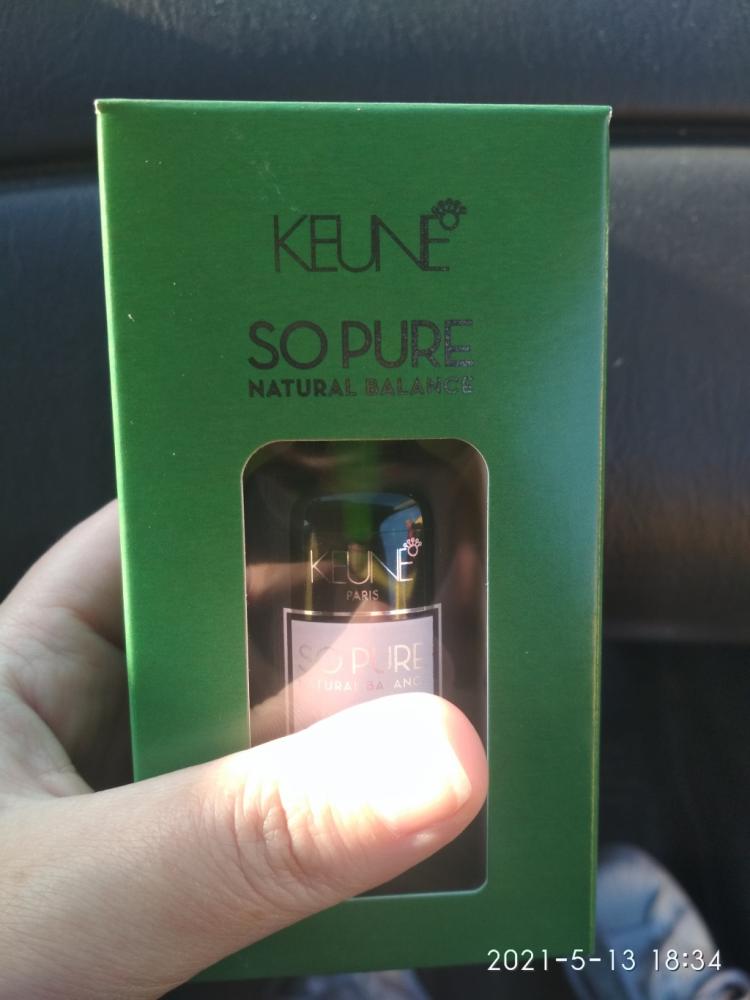 KEUNE
SO PURE
NATURAL BALANCE
KEUNE
PARIS
SO PURE
2021-5-13 18:34